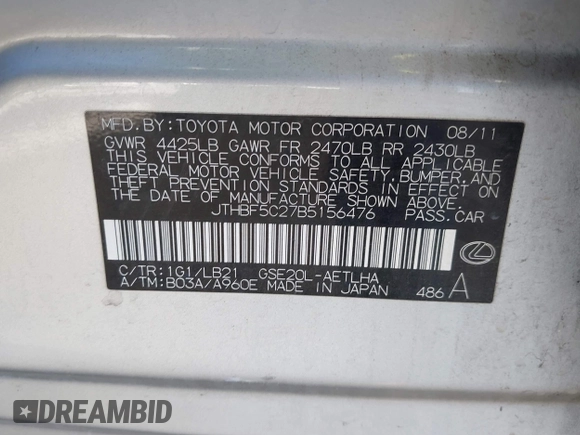 MFD. BY: TOYOTA MOTOR CORPORATION 08/11
GVWR 4425LB GAWR FR 2470LB RR 2430LB
THIS VEHICLE CONFORMS TO ALL APPLICABLE
FEDERAL MOTOR VEHICLE SAFETY, BUMPER, AND
THEFT PREVENTION STANDARDS IN EFFECT ON
THE DATE OF MANUFACTURE SHOWN ABOVE.
JTHBF5C27B5156476 PASS. CAR
C/TR: 1G1/LB21 GSE20L-AETLHA
A/TM: B03A/A960E MADE IN JAPAN 486 A
DREAMBID